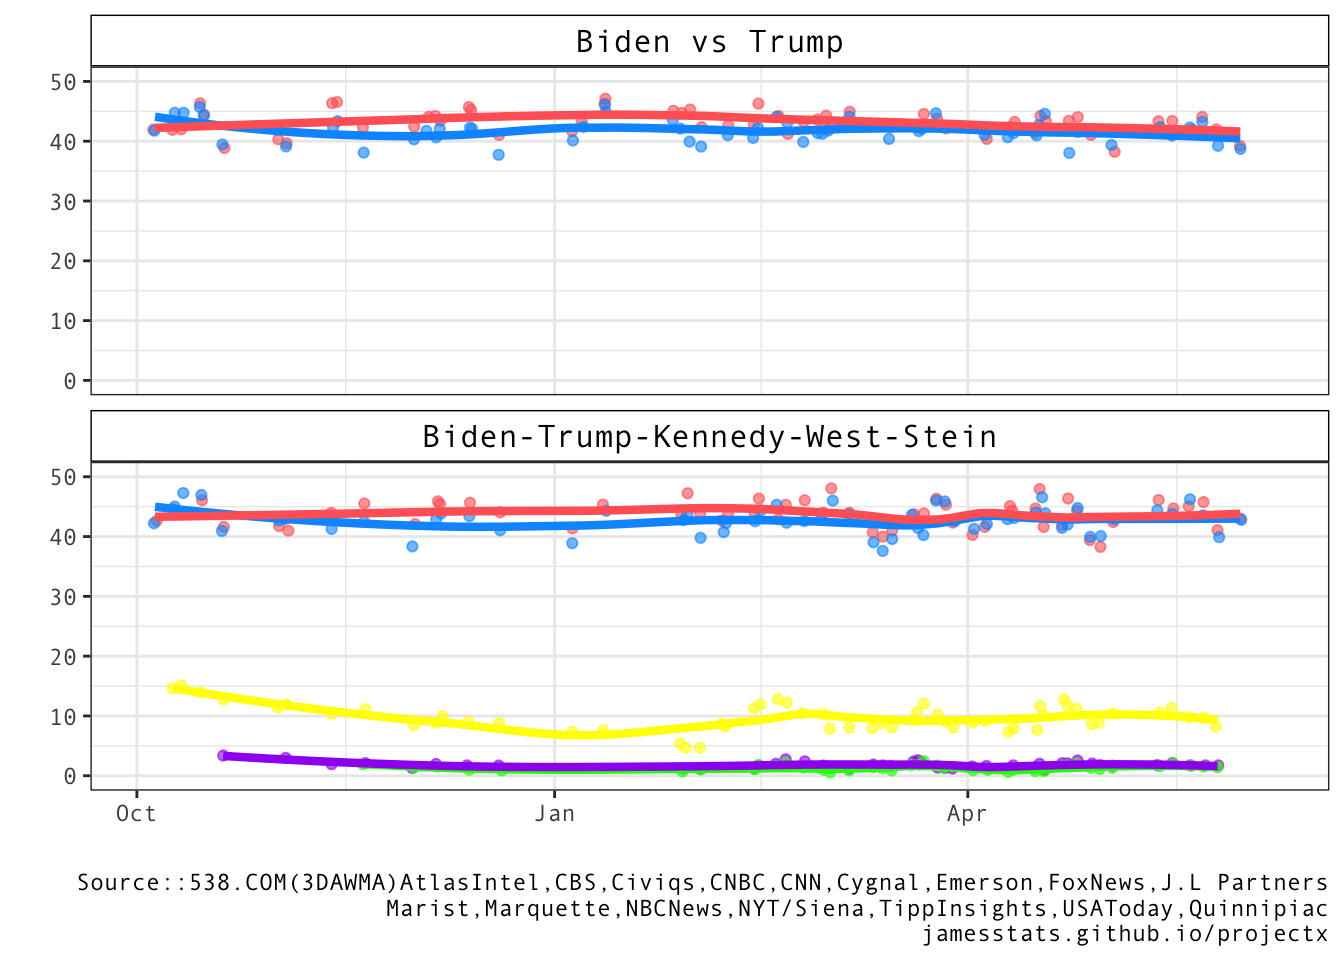 Biden vs Trump
50
40
30
20
10
0
Biden-Trump-Kennedy-West-Stein
50
40
30
20
10
0
Oct Jan Apr
Source::538.COM(3DAWMA)AtlasIntel,CBS,Civiqs,CNBC,CNN,Cygnal,Emerson,FoxNews,J.L Partners
Marist,Marquette,NBCNews,NYT/Siena,TippInsights,USAToday,Quinnipiac
jamesstats.github.io/projectx